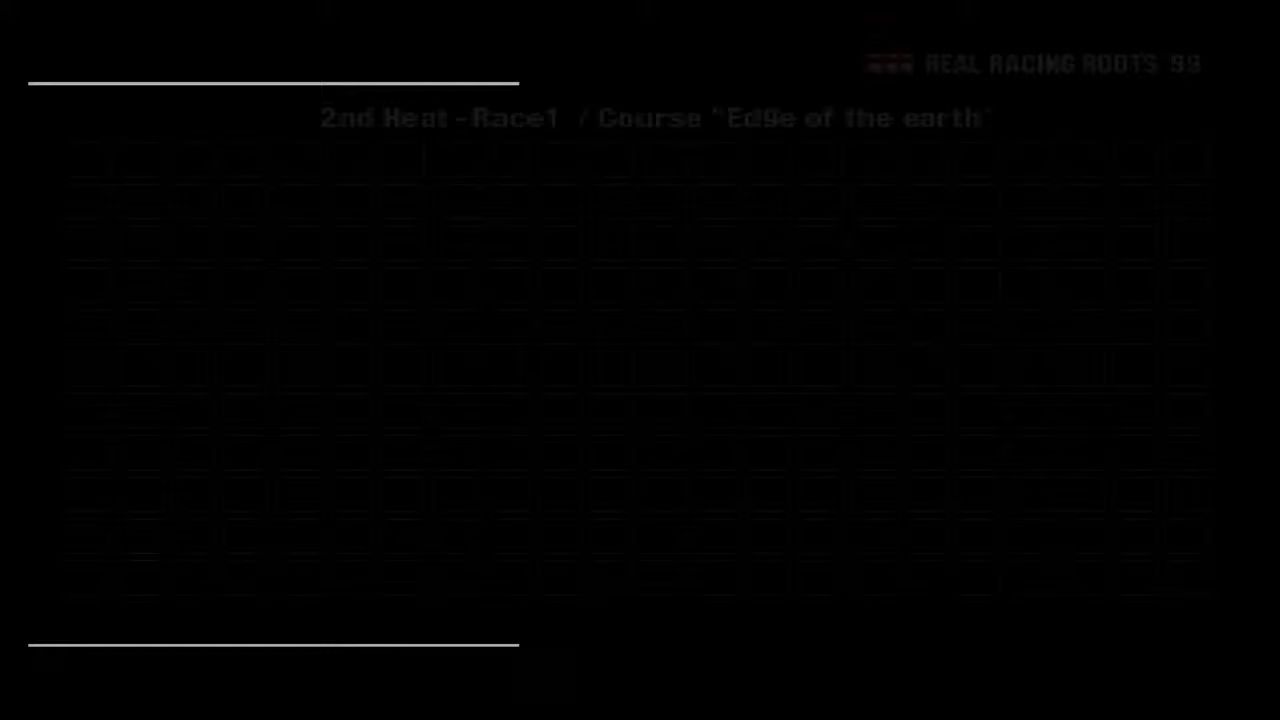 REAL RACING ROOTS '99
2nd Heat - Race1 / Course "Edge of the earth"